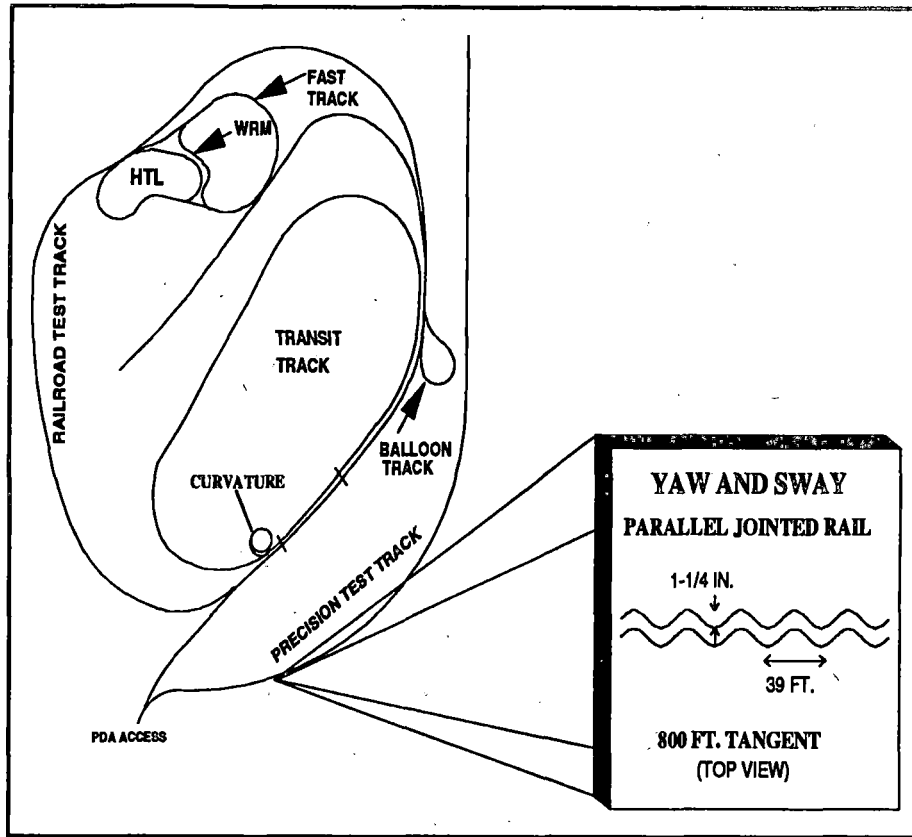 FAST
TRACK
WRM
HTL
RAILROAD TEST TRACK
TRANSIT
TRACK
BALLOON
TRACK
CURVATURE
PRECISION TEST TRACK
PDA ACCESS
YAW AND SWAY
PARALLEL JOINTED RAIL
1-1/4 IN.
39 FT.
800 FT. TANGENT
(TOP VIEW)